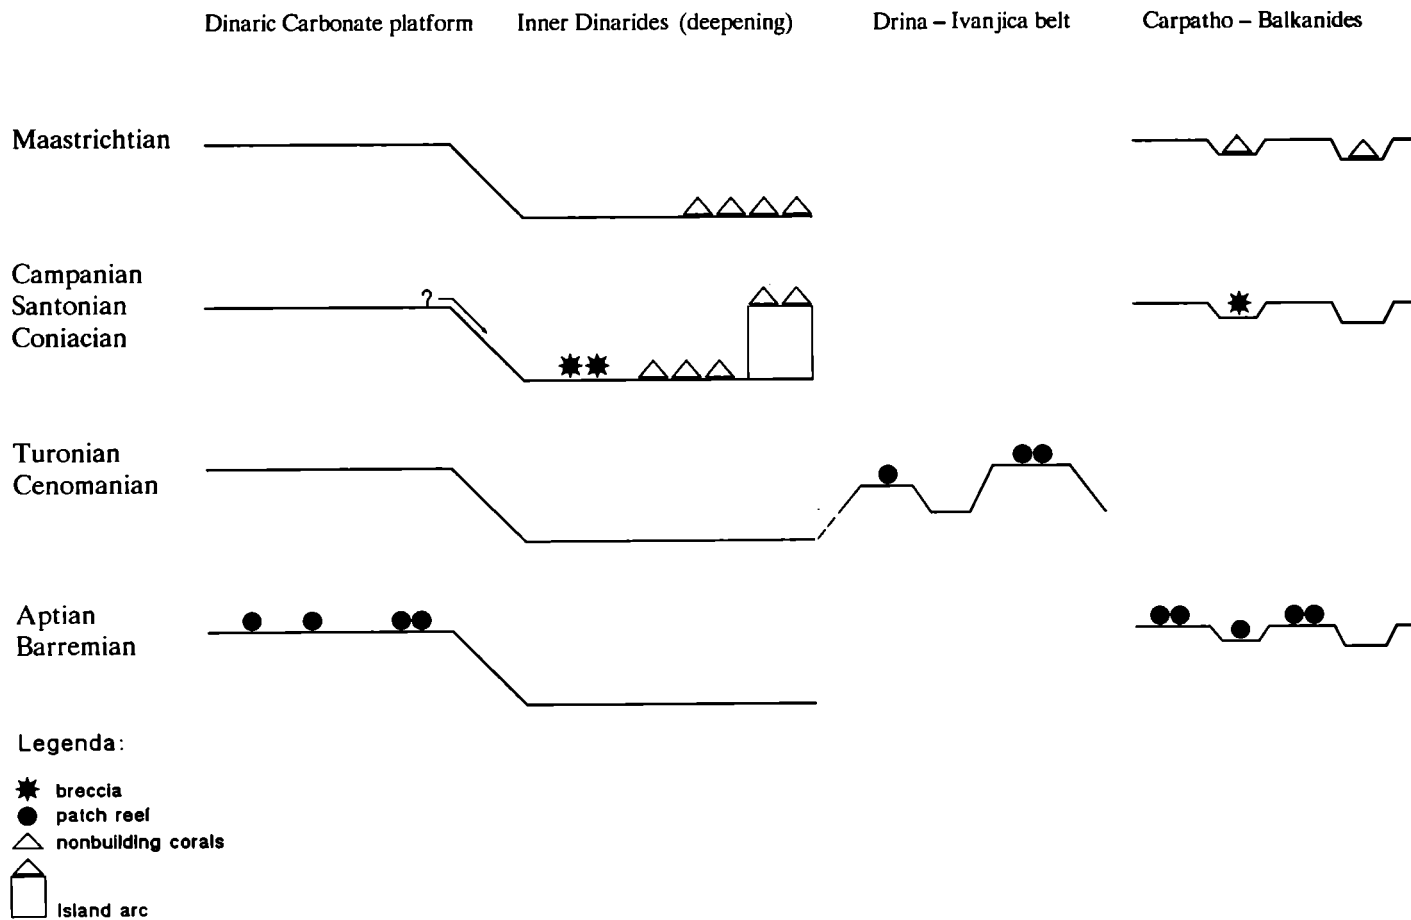 Dinaric Carbonate platform Inner Dinarides (deepening) Drina – Ivanjica belt Carpatho – Balkanides
Maastrichtian
Campanian
Santonian
Coniacian
?
Turonian
Cenomanian
Aptian
Barremian
Legenda:
breccia
patch reef
nonbuilding corals
Island arc